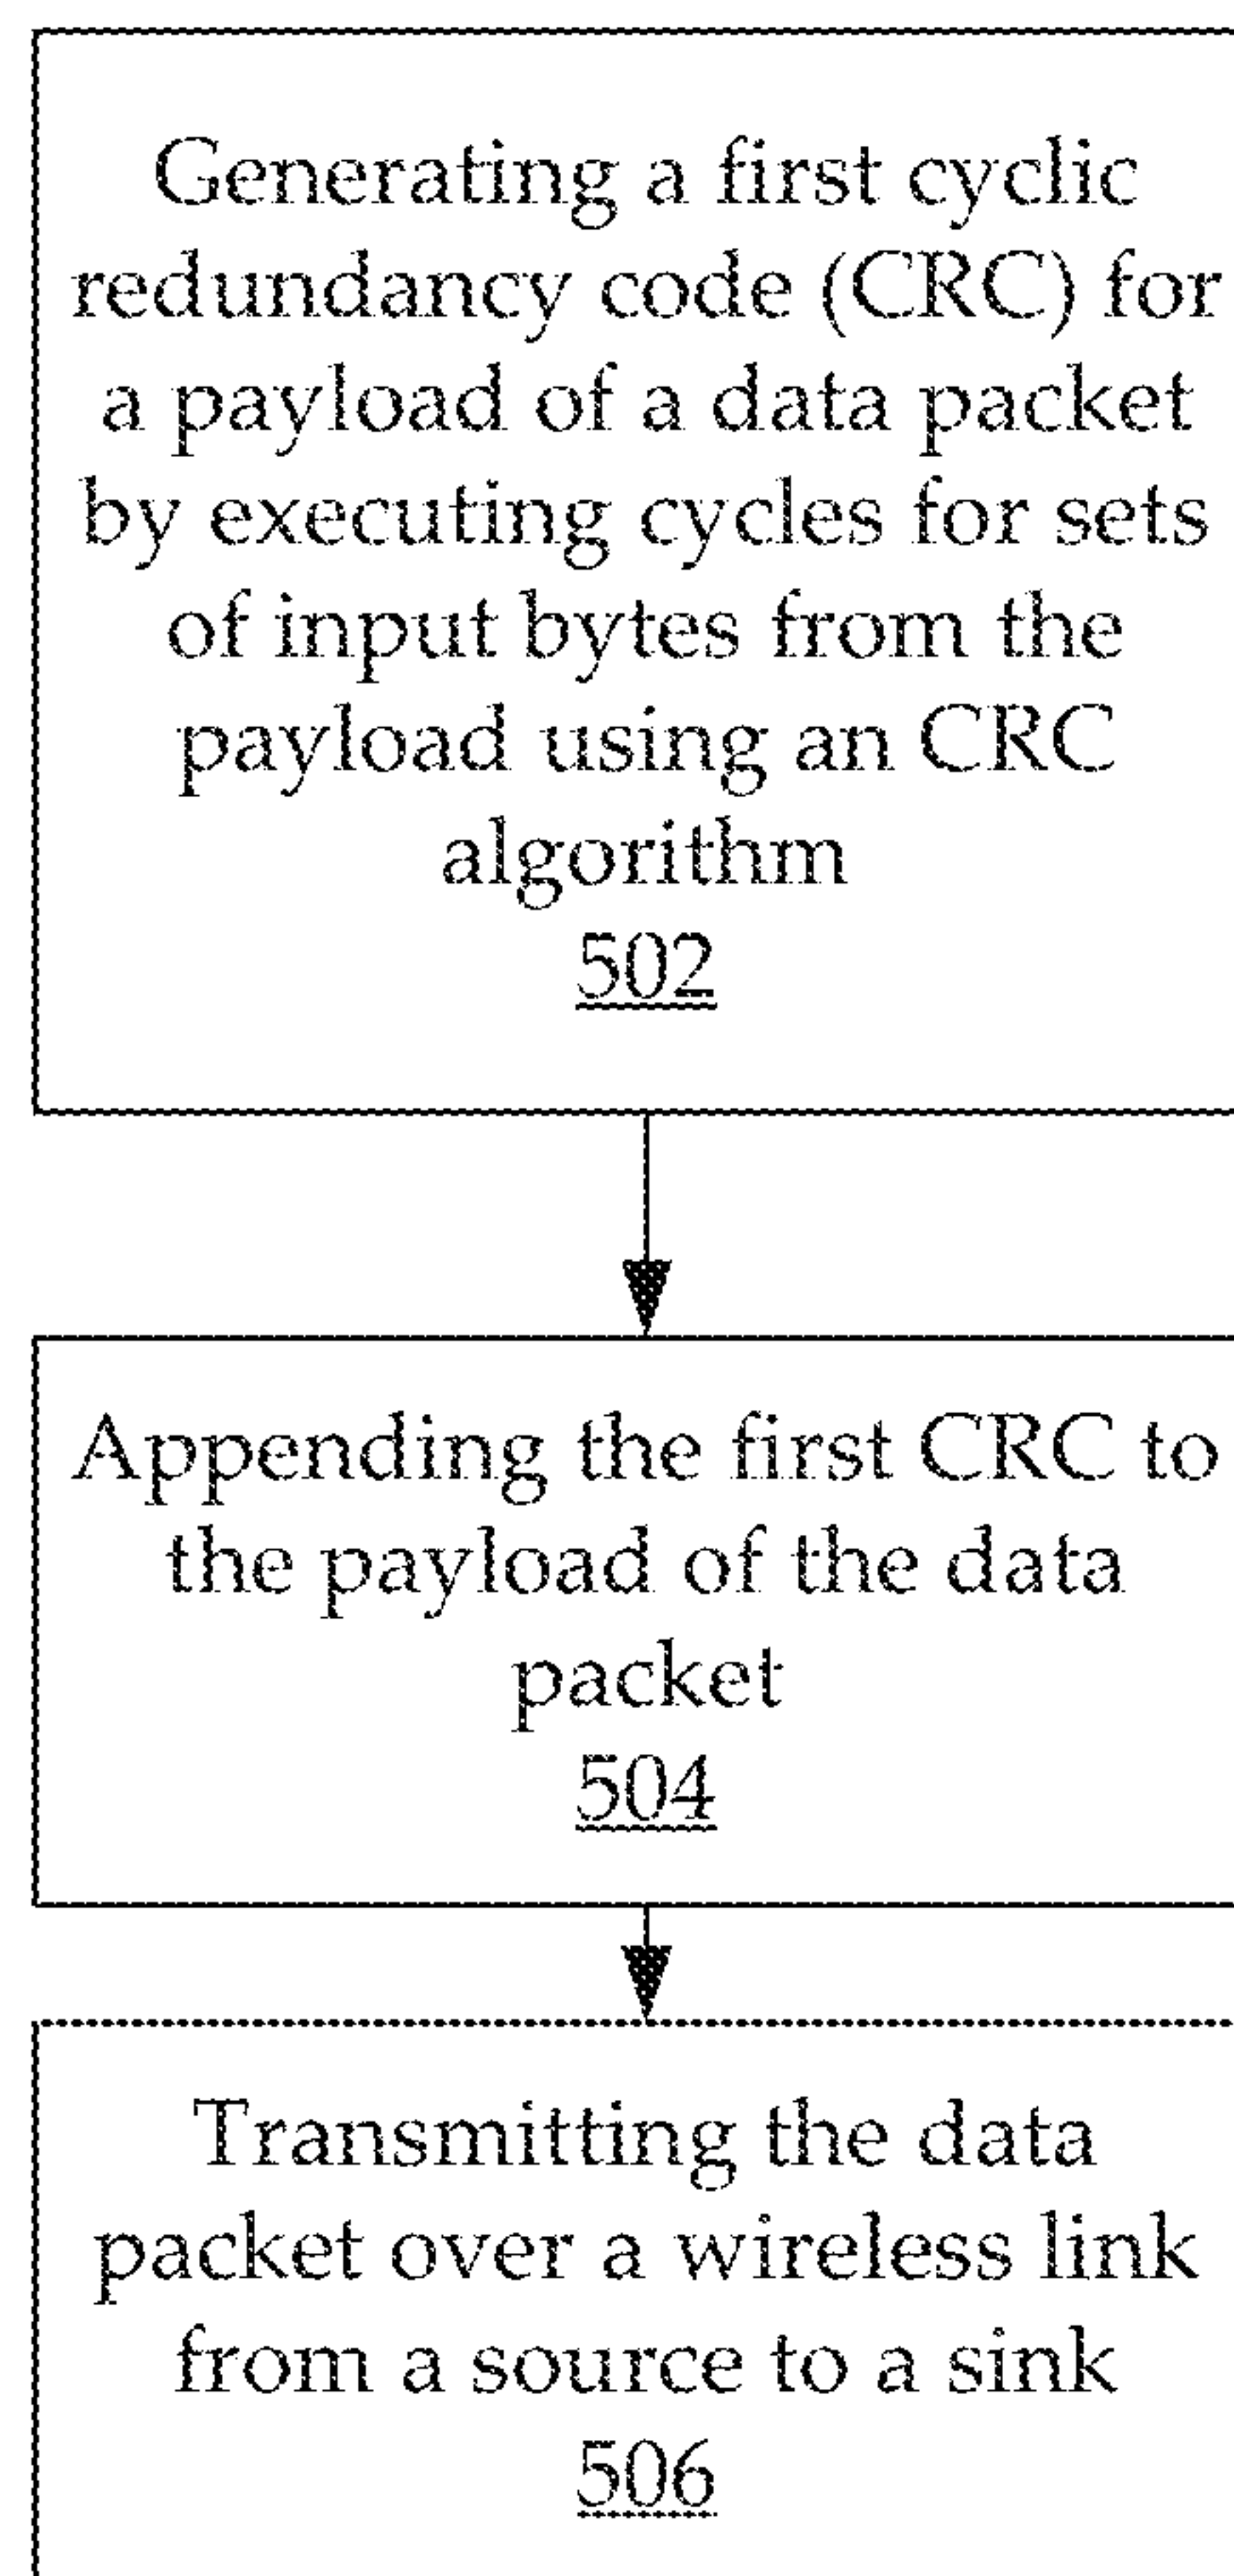 Generating a first cyclic
redundancy code (CRC) for
a payload of a data packet
by executing cycles for sets
of input bytes from the
payload using an CRC
algorithm
502
Appending the first CRC to
the payload of the data
packet
504
Transmitting the data
packet over a wireless link
from a source to a sink
506